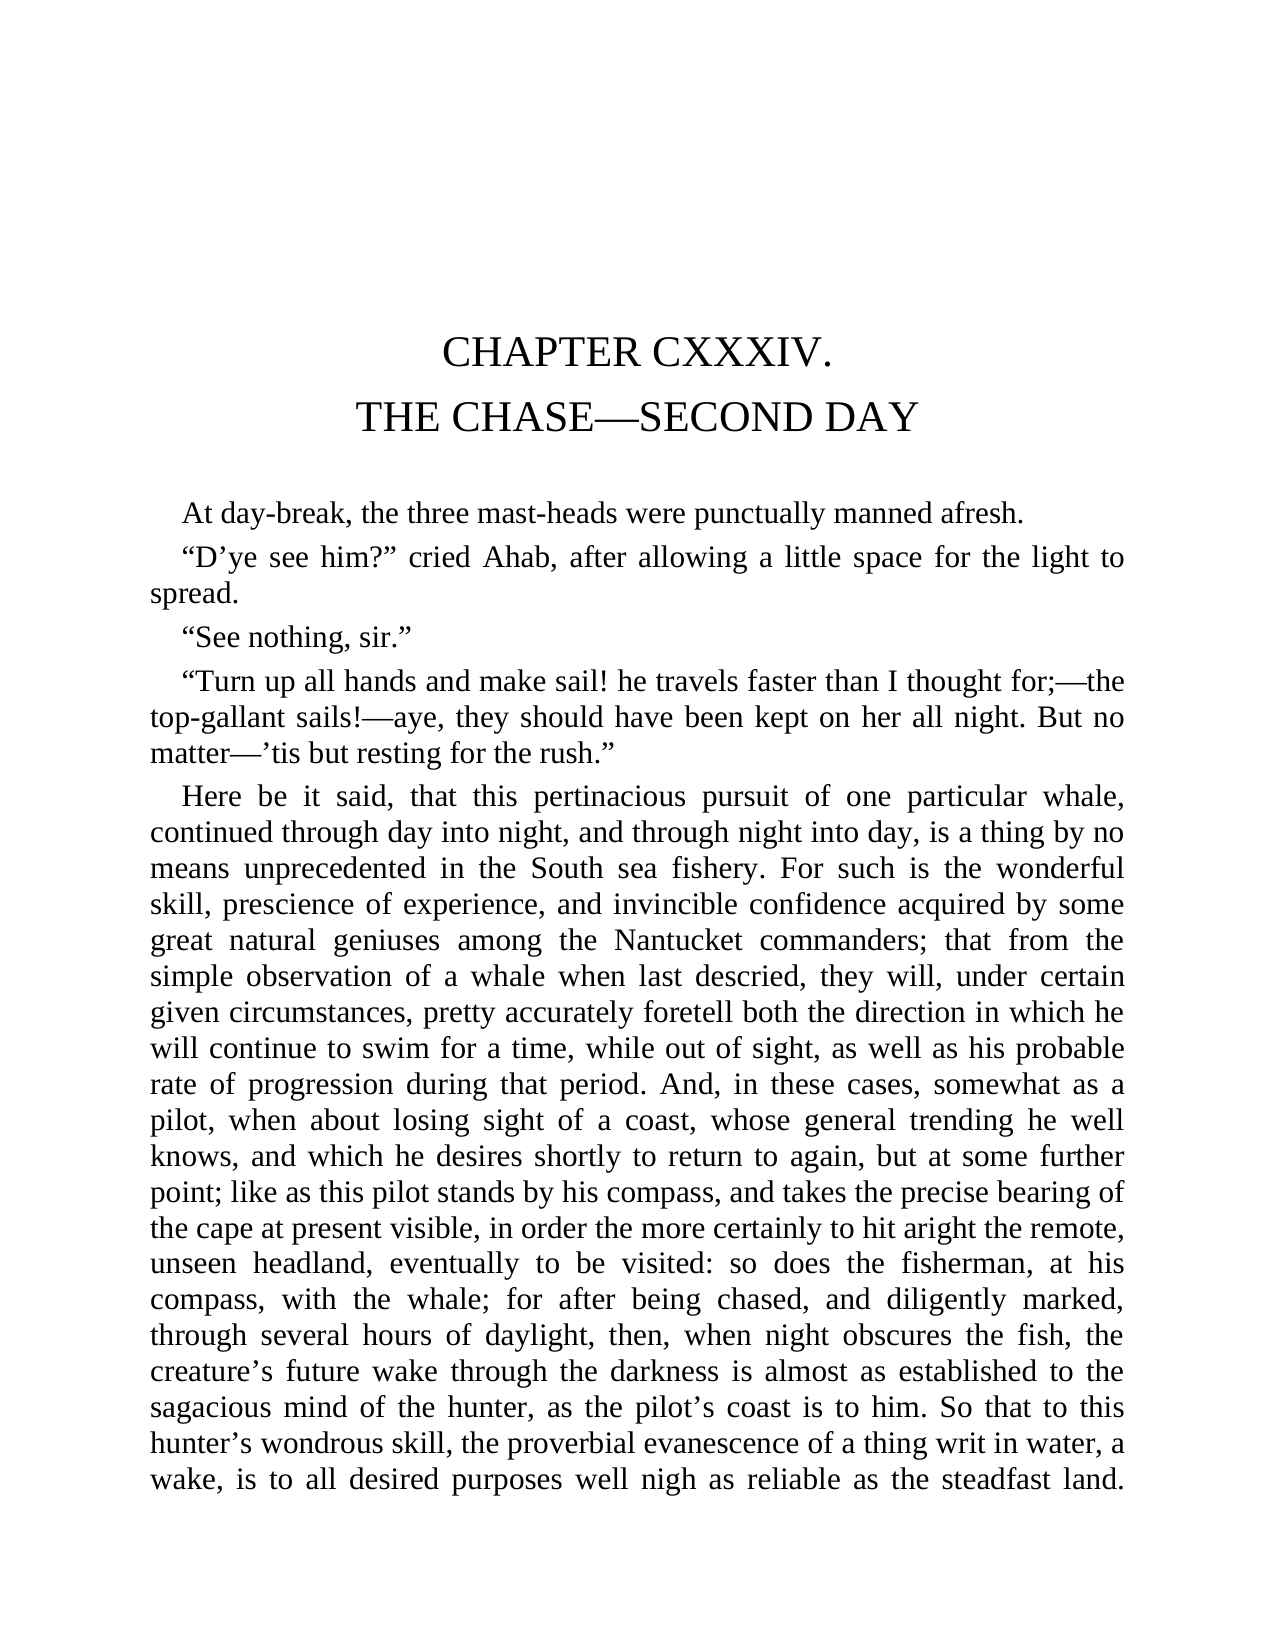 CHAPTER CXXXIV.
THE CHASE—SECOND DAY
At day-break, the three mast-heads were punctually manned afresh.
“D’ye see him?” cried Ahab, after allowing a little space for the light to
spread.
“See nothing, sir.”
“Turn up all hands and make sail! he travels faster than I thought for;—the
top-gallant sails!—aye, they should have been kept on her all night. But no
matter—’tis but resting for the rush.”
Here be it said, that this pertinacious pursuit of one particular whale,
continued through day into night, and through night into day, is a thing by no
means unprecedented in the South sea fishery. For such is the wonderful
skill, prescience of experience, and invincible confidence acquired by some
great natural geniuses among the Nantucket commanders; that from the
simple observation of a whale when last descried, they will, under certain
given circumstances, pretty accurately foretell both the direction in which he
will continue to swim for a time, while out of sight, as well as his probable
rate of progression during that period. And, in these cases, somewhat as a
pilot, when about losing sight of a coast, whose general trending he well
knows, and which he desires shortly to return to again, but at some further
point; like as this pilot stands by his compass, and takes the precise bearing of
the cape at present visible, in order the more certainly to hit aright the remote,
unseen headland, eventually to be visited: so does the fisherman, at his
compass, with the whale; for after being chased, and diligently marked,
through several hours of daylight, then, when night obscures the fish, the
creature’s future wake through the darkness is almost as established to the
sagacious mind of the hunter, as the pilot’s coast is to him. So that to this
hunter’s wondrous skill, the proverbial evanescence of a thing writ in water, a
wake, is to all desired purposes well nigh as reliable as the steadfast land.